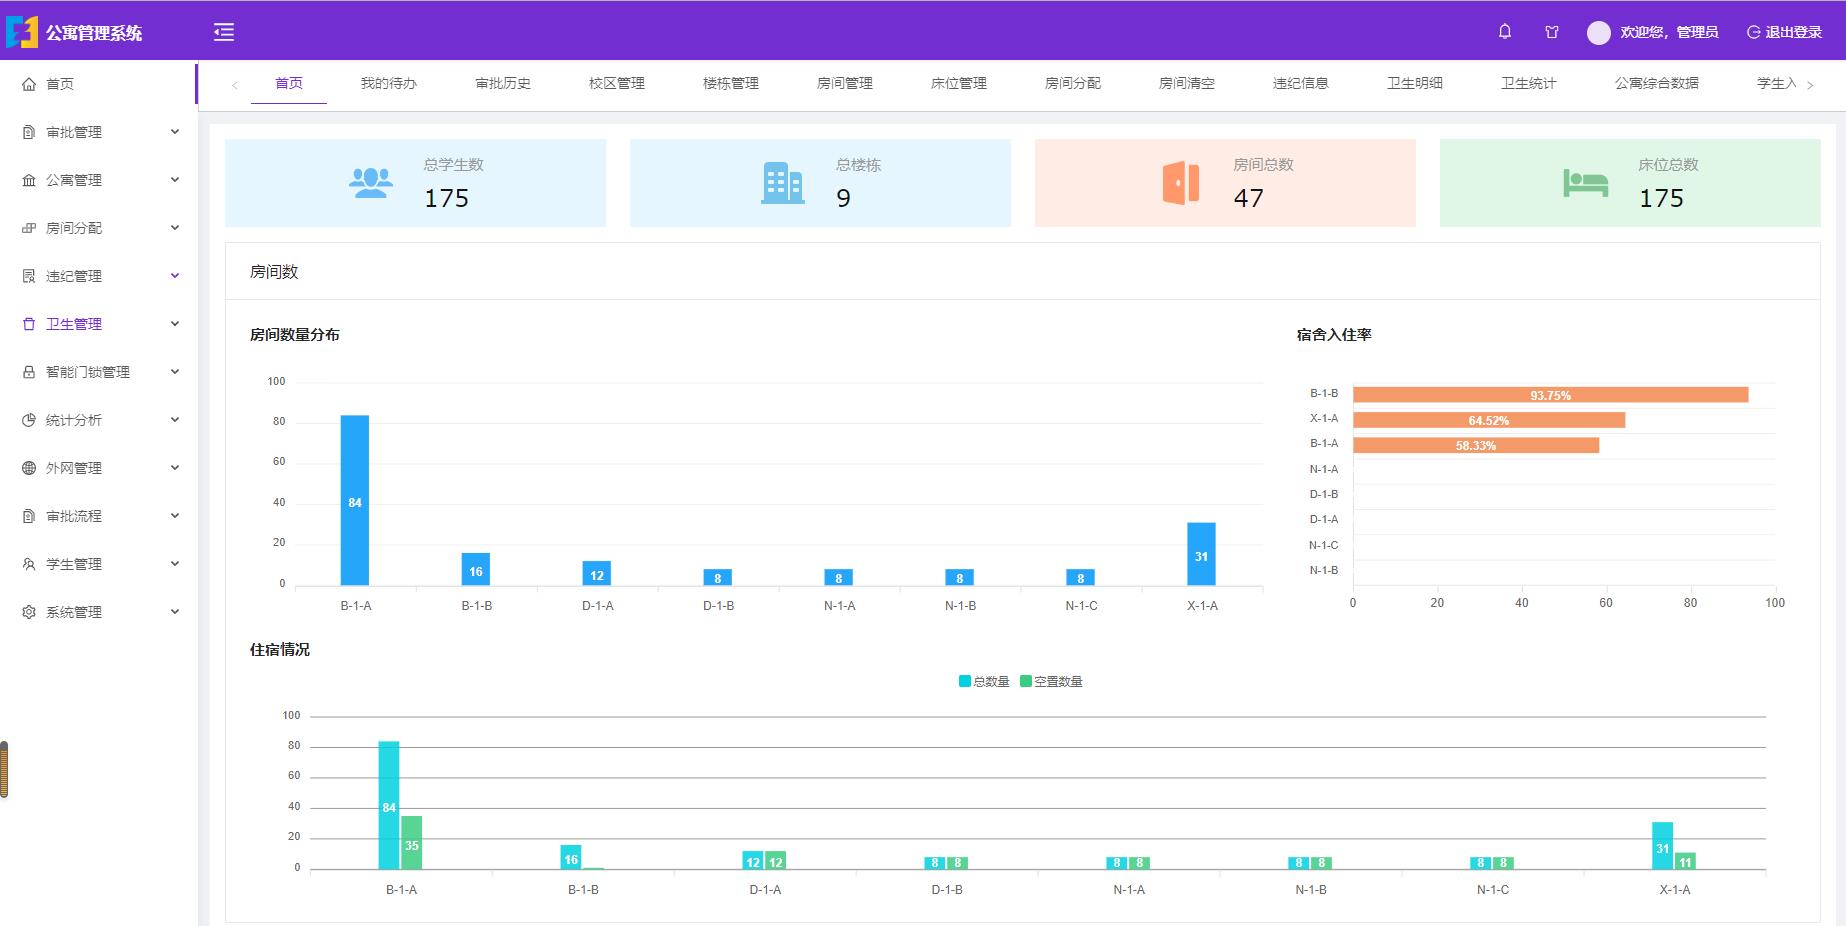 公寓管理系统
欢迎您，管理员
退出登录
首页
审批管理
公寓管理
房间分配
违纪管理
卫生管理
智能门锁管理
统计分析
外网管理
审批流程
学生管理
系统管理
首页 我的待办 审批历史 校区管理 楼栋管理 房间管理 床位管理 房间分配 房间清空 违纪信息 卫生明细 卫生统计 公寓综合数据 学生入
总学生数
175
总楼栋
9
房间总数
47
床位总数
175
房间数
房间数量分布
100
80
60
40
20
0
84 16 12 8 8 8 8 31
B-1-A B-1-B D-1-A D-1-B N-1-A N-1-B N-1-C X-1-A
宿舍入住率
B-1-B 93.75%
X-1-A 64.52%
B-1-A 58.33%
N-1-A
D-1-B
D-1-A
N-1-C
N-1-B
0 20 40 60 80 100
住宿情况
总数量 空置数量
100
80
60
40
20
0
84 35 16 12 12 8 8 8 8 8 8 8 8 31 11
B-1-A B-1-B D-1-A D-1-B N-1-A N-1-B N-1-C X-1-A